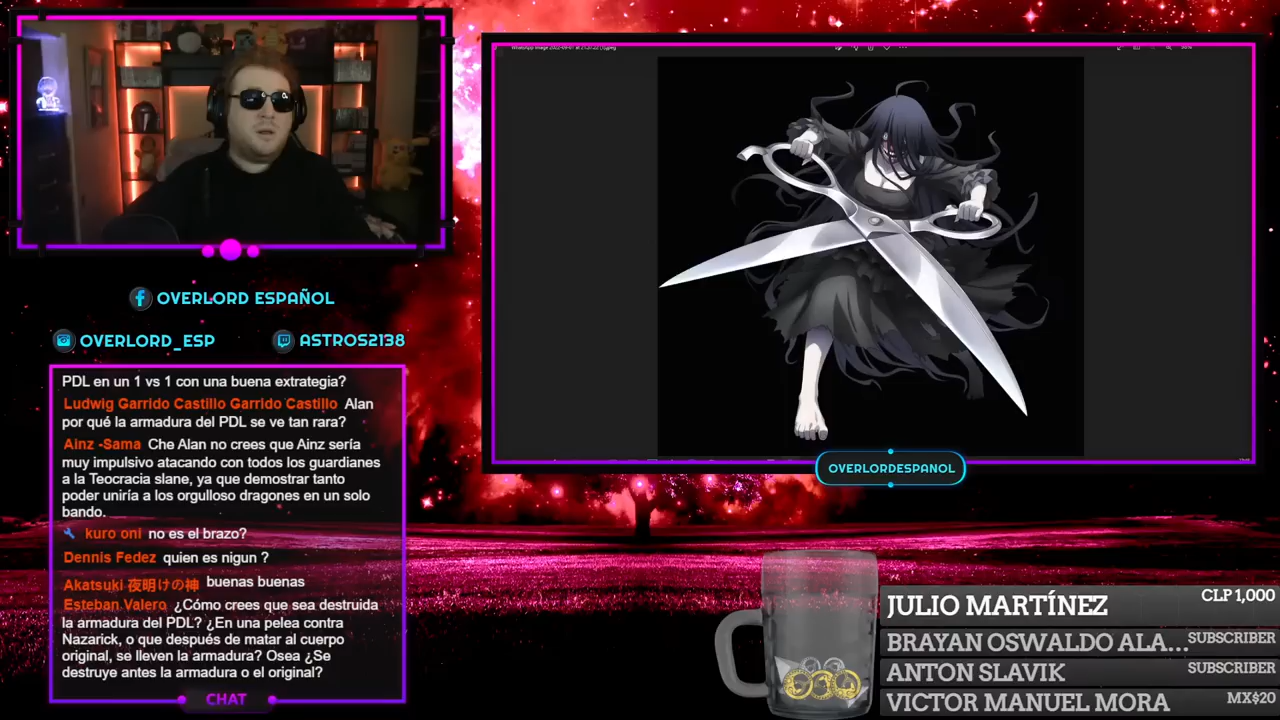 OVERLORD ESPAÑOL
OVERLORD_ESP
ASTROS2138
PDL en un 1 vs 1 con una buena extrategia?
Ludwig Garrido Castillo Garrido Castillo Alan
por qué la armadura del PDL se ve tan rara?
Ainz -Sama Che Alan no crees que Ainz sería
muy impulsivo atacando con todos los guardianes
a la Teocracia slane, ya que demostrar tanto
poder uniría a los orgulloso dragones en un solo
bando.
kuro oni no es el brazo?
Dennis Fedez quien es nigun ?
Akatsuki 夜明けの神 buenas buenas
Esteban Valero ¿Cómo crees que sea destruida
la armadura del PDL? ¿En una pelea contra
Nazarick, o que después de matar al cuerpo
original, se lleven la armadura? Osea ¿Se
destruye antes la armadura o el original?
CHAT
OVERLORDESPANOL
JULIO MARTÍNEZ CLP 1,000
BRAYAN OSWALDO ALA... SUBSCRIBER
ANTON SLAVIK SUBSCRIBER
VICTOR MANUEL MORA MX$20